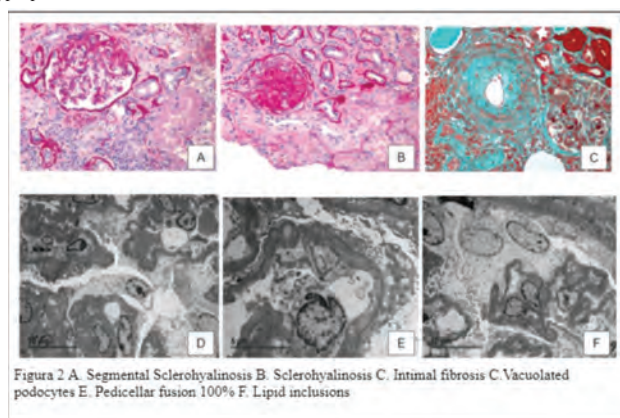 A
B
C
D
E
F
Figura 2 A. Segmental Sclerohyalinosis B. Sclerohyalinosis C. Intimal fibrosis C.Vacuolated
podocytes E. Pedicellar fusion 100% F. Lipid inclusions